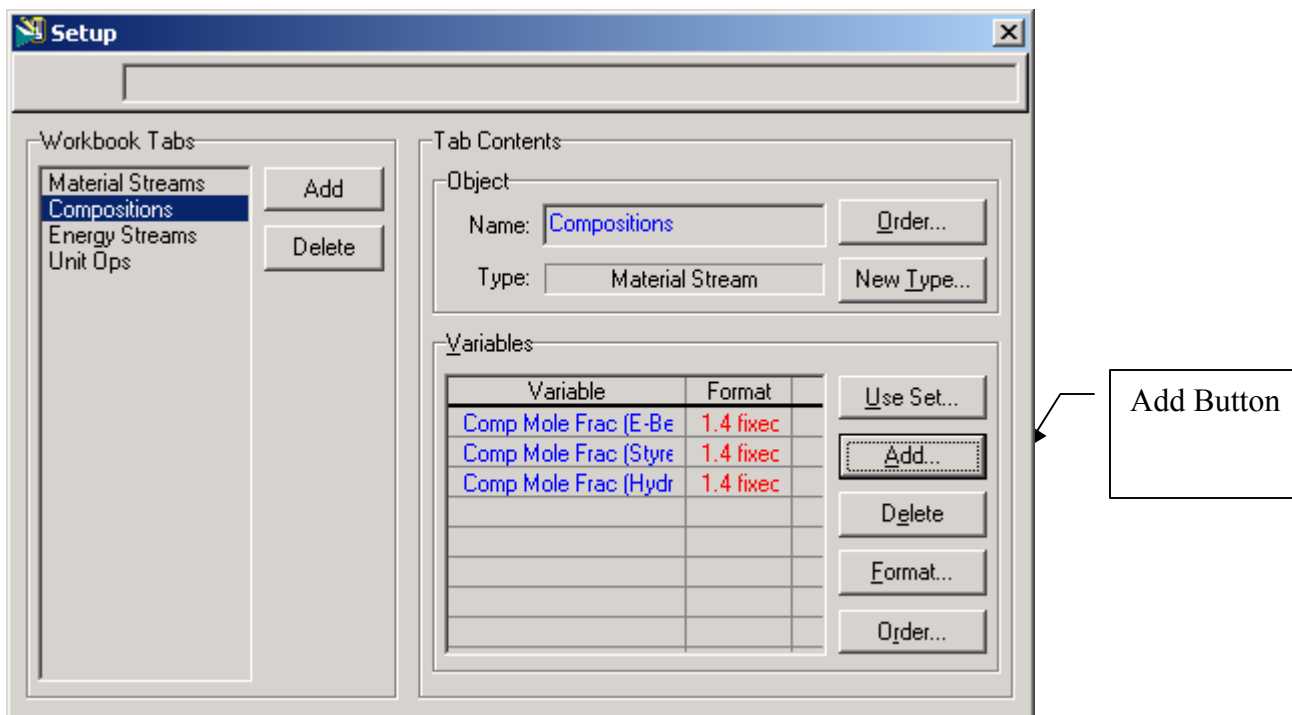 Setup
Workbook Tabs
Material Streams
Compositions
Energy Streams
Unit Ops
Add
Delete
Tab Contents
Object
Name: Compositions
Order...
Type: Material Stream
New Type...
Variables
Variable Format
Comp Mole Frac (E-Be 1.4 fixec
Comp Mole Frac (Styre 1.4 fixec
Comp Mole Frac (Hydr 1.4 fixec
Use Set...
Add...
Delete
Format...
Order...
Add Button